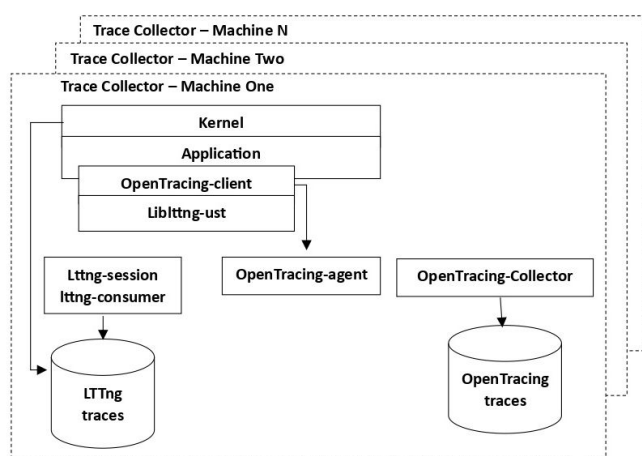 Trace Collector – Machine N
Trace Collector – Machine Two
Trace Collector – Machine One
Kernel
Application
OpenTracing-client
Liblttng-ust
Lttng-session
lttng-consumer
OpenTracing-agent
OpenTracing-Collector
LTTng
traces
OpenTracing
traces